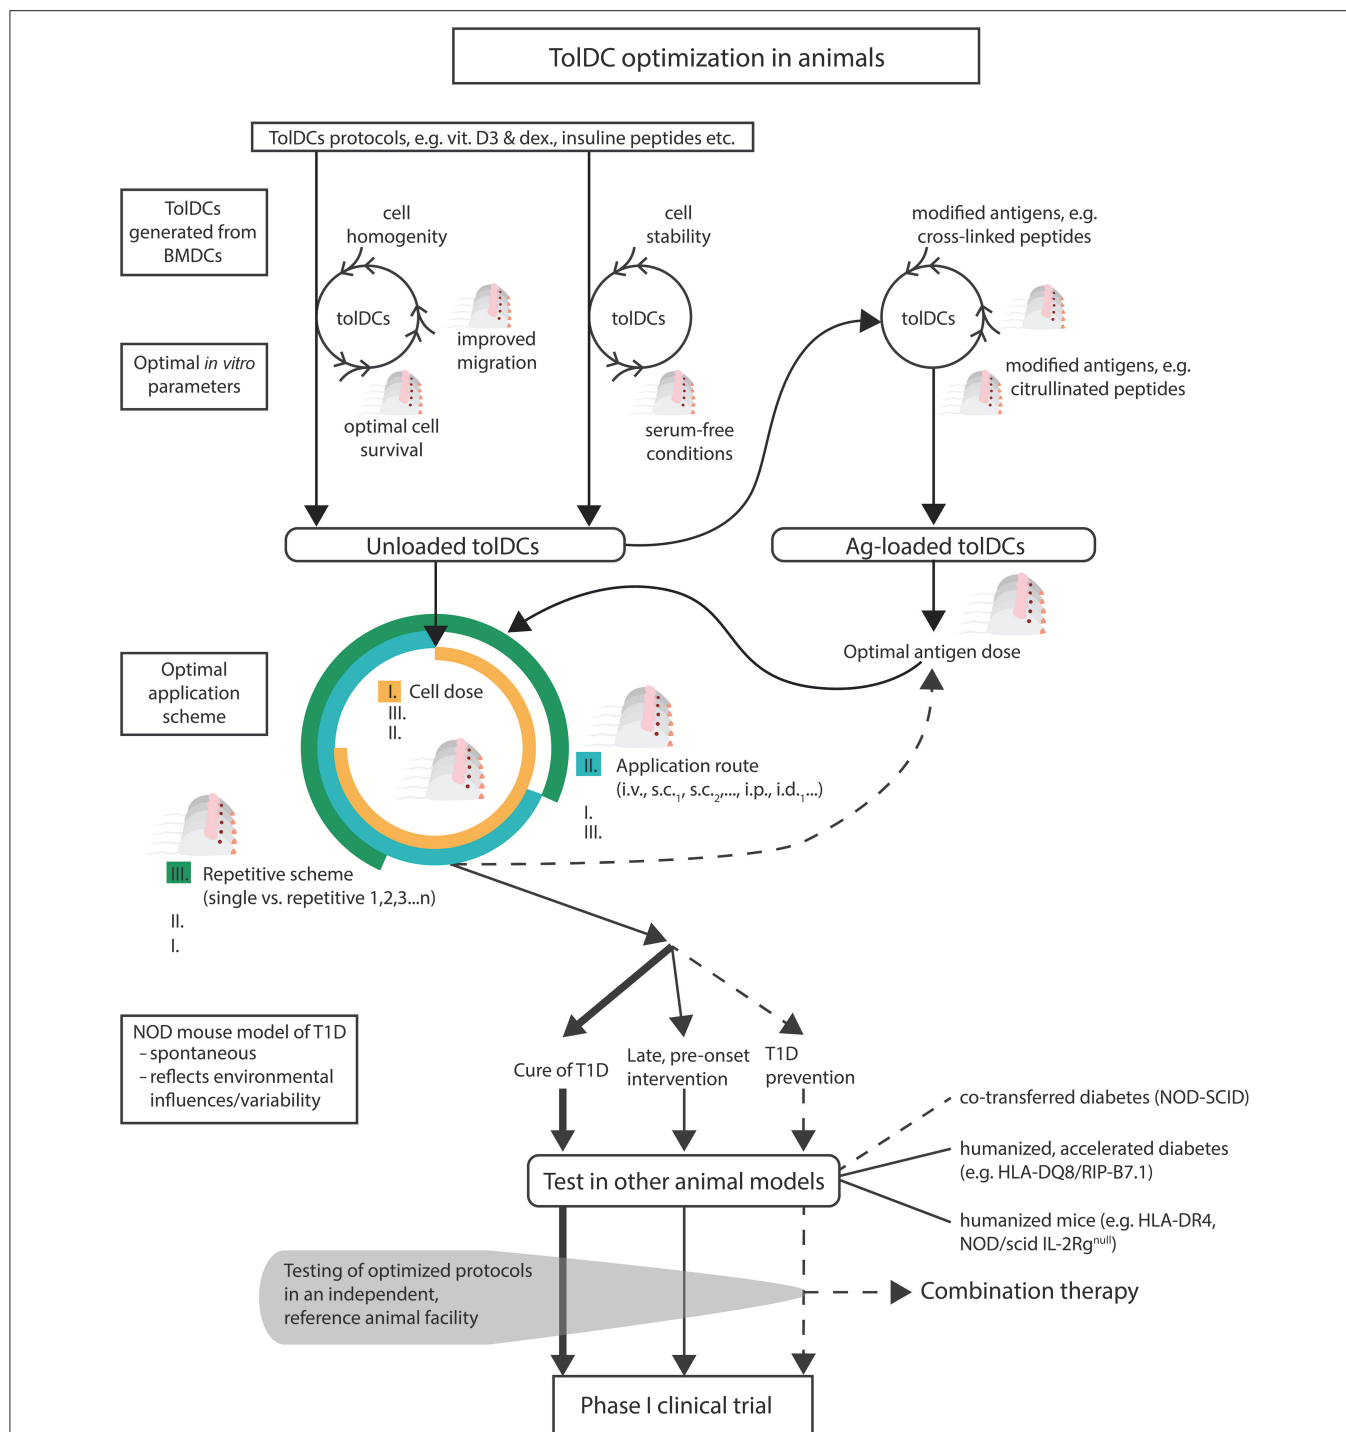 TolDC optimization in animals
TolDCs protocols, e.g. vit. D3 & dex., insuline peptides etc.
TolDCs
generated from
BMDCs
cell
homogenity
cell
stability
modified antigens, e.g.
cross-linked peptides
tolDCs
tolDCs
tolDCs
improved
migration
Optimal in vitro
parameters
modified antigens, e.g.
citrullinated peptides
optimal cell
survival
serum-free
conditions
Unloaded tolDCs
Ag-loaded tolDCs
Optimal antigen dose
Optimal
application
scheme
I. Cell dose
III.
II.
II. Application route
(i.v., s.c.1, s.c.2,..., i.p., i.d.1...)
I.
III.
III. Repetitive scheme
(single vs. repetitive 1,2,3...n)
II.
I.
NOD mouse model of T1D
– spontaneous
– reflects environmental
influences/variability
Cure of T1D
Late, pre-onset
intervention
T1D
prevention
co-transferred diabetes (NOD-SCID)
humanized, accelerated diabetes
(e.g. HLA-DQ8/RIP-B7.1)
Test in other animal models
humanized mice (e.g. HLA-DR4,
NOD/scid IL-2Rgnull)
Testing of optimized protocols
in an independent,
reference animal facility
Combination therapy
Phase I clinical trial